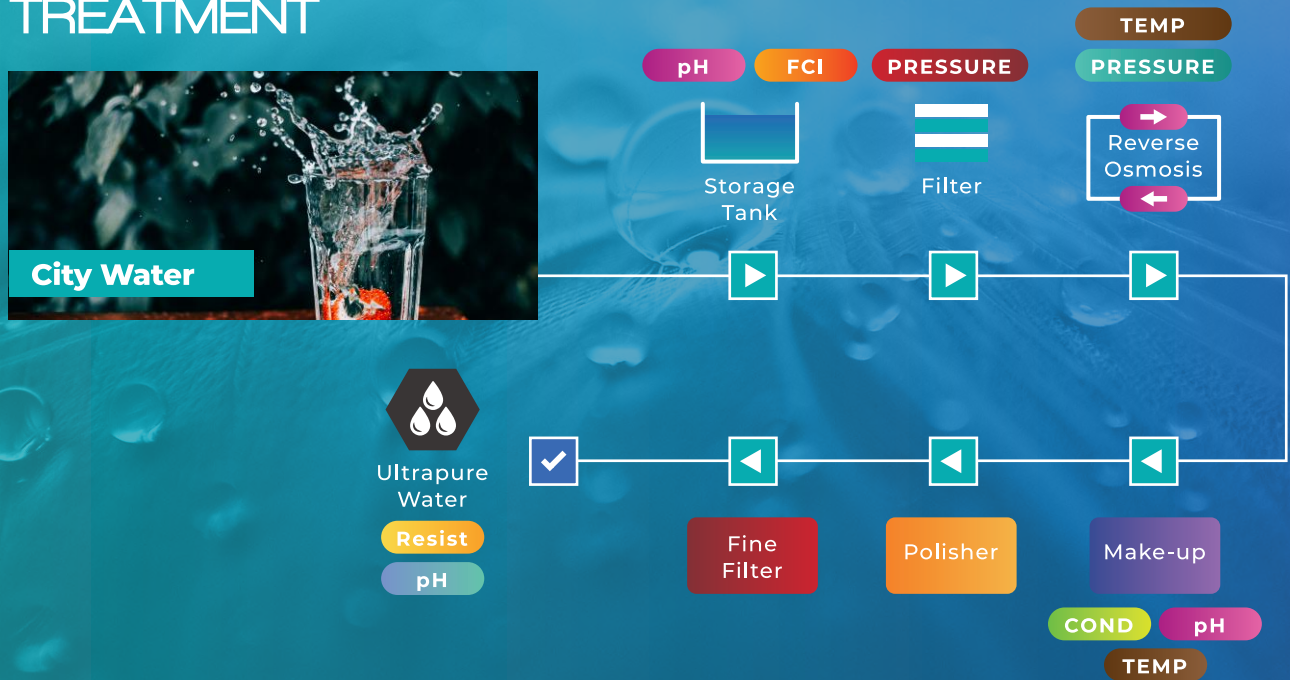 TREATMENT
TEMP
pH FCl PRESSURE PRESSURE
Reverse
Osmosis
Storage
Tank
Filter
City Water
Ultrapure
Water
Resist
pH
Fine
Filter
Polisher
Make-up
COND pH
TEMP